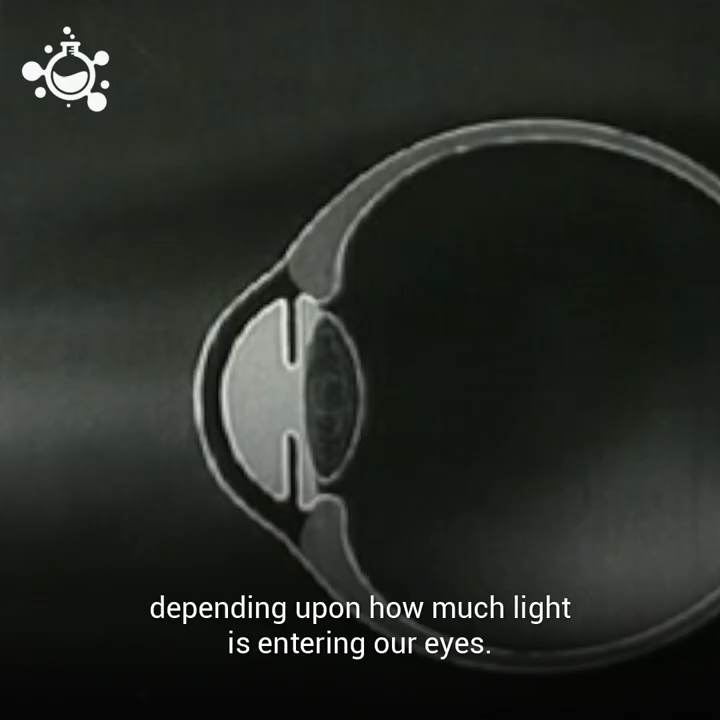 depending upon how much light
is entering our eyes.